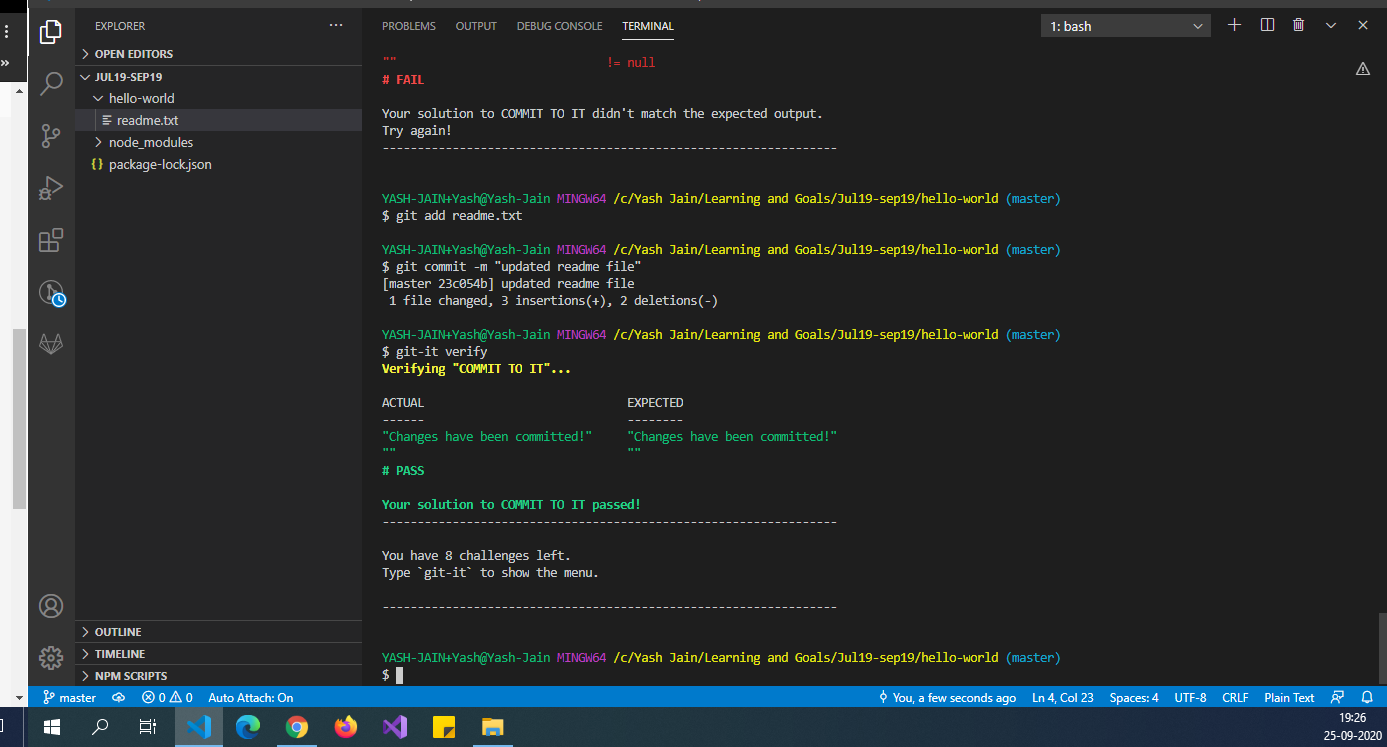 EXPLORER
OPEN EDITORS
JUL19-SEP19
hello-world
readme.txt
node_modules
{} package-lock.json
OUTLINE
TIMELINE
NPM SCRIPTS
PROBLEMS OUTPUT DEBUG CONSOLE TERMINAL 1: bash
"" != null
# FAIL
Your solution to COMMIT TO IT didn't match the expected output.
Try again!
-----------------------------------------------------------------
YASH-JAIN+Yash@Yash-Jain MINGW64 /c/Yash Jain/Learning and Goals/Jul19-sep19/hello-world (master)
$ git add readme.txt
YASH-JAIN+Yash@Yash-Jain MINGW64 /c/Yash Jain/Learning and Goals/Jul19-sep19/hello-world (master)
$ git commit -m "updated readme file"
[master 23c054b] updated readme file
1 file changed, 3 insertions(+), 2 deletions(-)
YASH-JAIN+Yash@Yash-Jain MINGW64 /c/Yash Jain/Learning and Goals/Jul19-sep19/hello-world (master)
$ git-it verify
Verifying "COMMIT TO IT"...
ACTUAL EXPECTED
------ --------
"Changes have been committed!" "Changes have been committed!"
"" ""
# PASS
Your solution to COMMIT TO IT passed!
-----------------------------------------------------------------
You have 8 challenges left.
Type `git-it` to show the menu.
-----------------------------------------------------------------
YASH-JAIN+Yash@Yash-Jain MINGW64 /c/Yash Jain/Learning and Goals/Jul19-sep19/hello-world (master)
$
master 0 0 Auto Attach: On You, a few seconds ago Ln 4, Col 23 Spaces: 4 UTF-8 CRLF Plain Text
19:26
25-09-2020